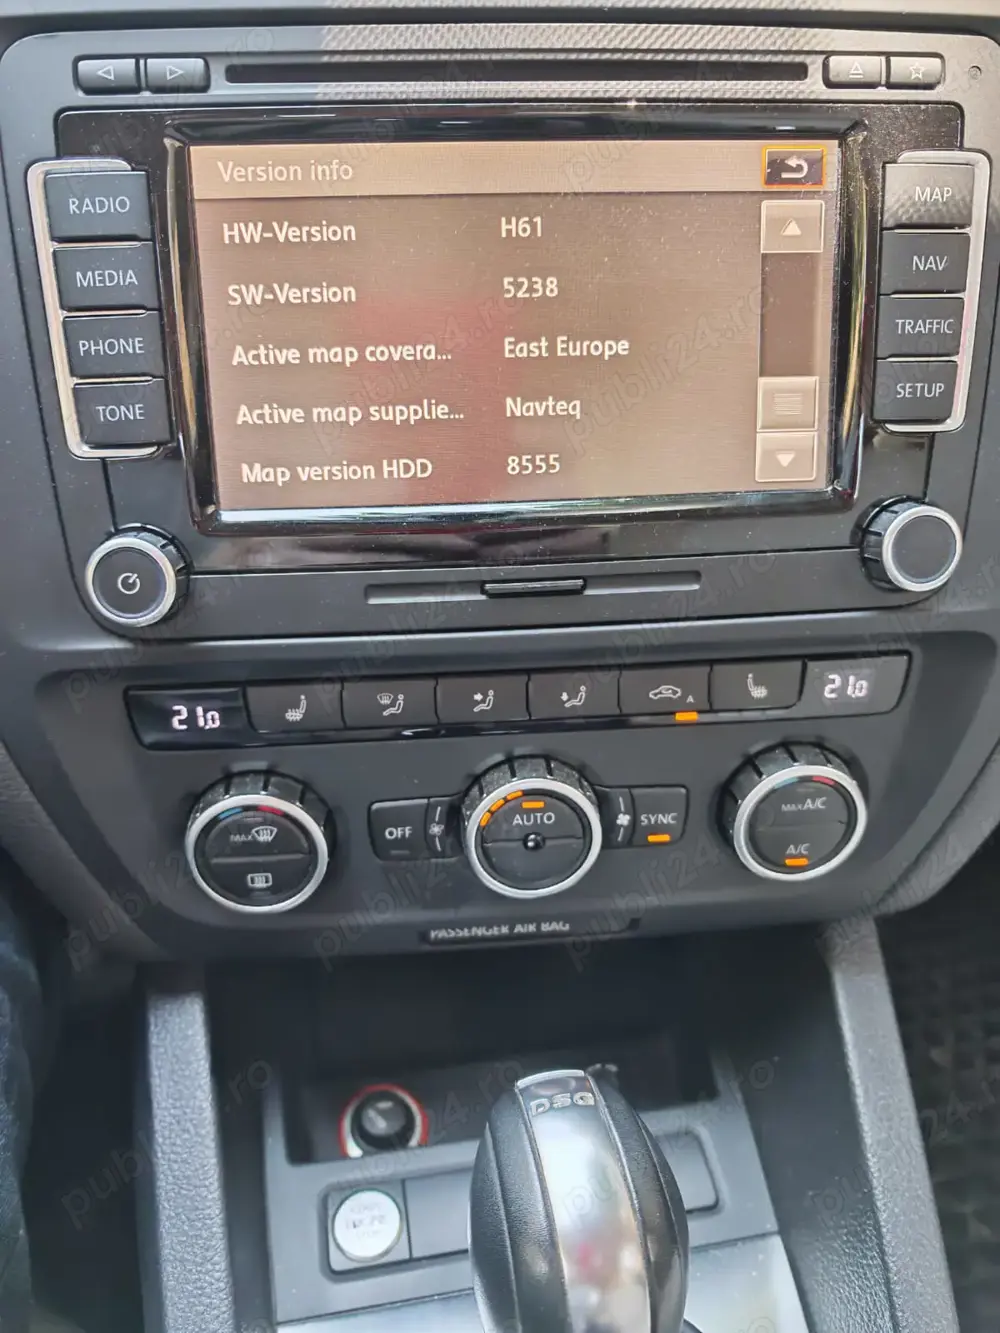 Version info
HW-Version H61
SW-Version 5238
Active map covera... East Europe
Active map supplie... Navteq
Map version HDD 8555
RADIO
MEDIA
PHONE
TONE
MAP
NAV
TRAFFIC
SETUP
21,0
A
21,0
MAX
OFF
AUTO
SYNC
MAX A/C
A/C
PASSENGER AIR BAG
DSG
publi24.ro